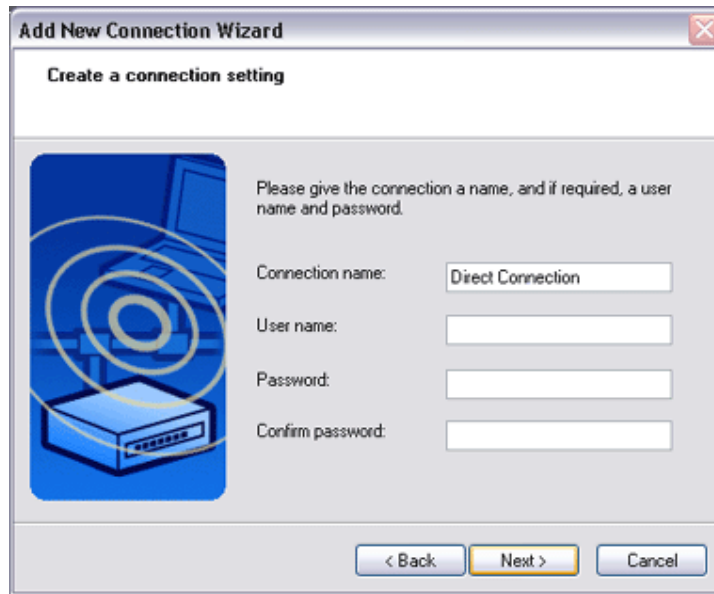 Add New Connection Wizard
Create a connection setting
Please give the connection a name, and if required, a user
name and password.
Connection name:
Direct Connection
User name:
Password:
Confirm password:
< Back
Next >
Cancel